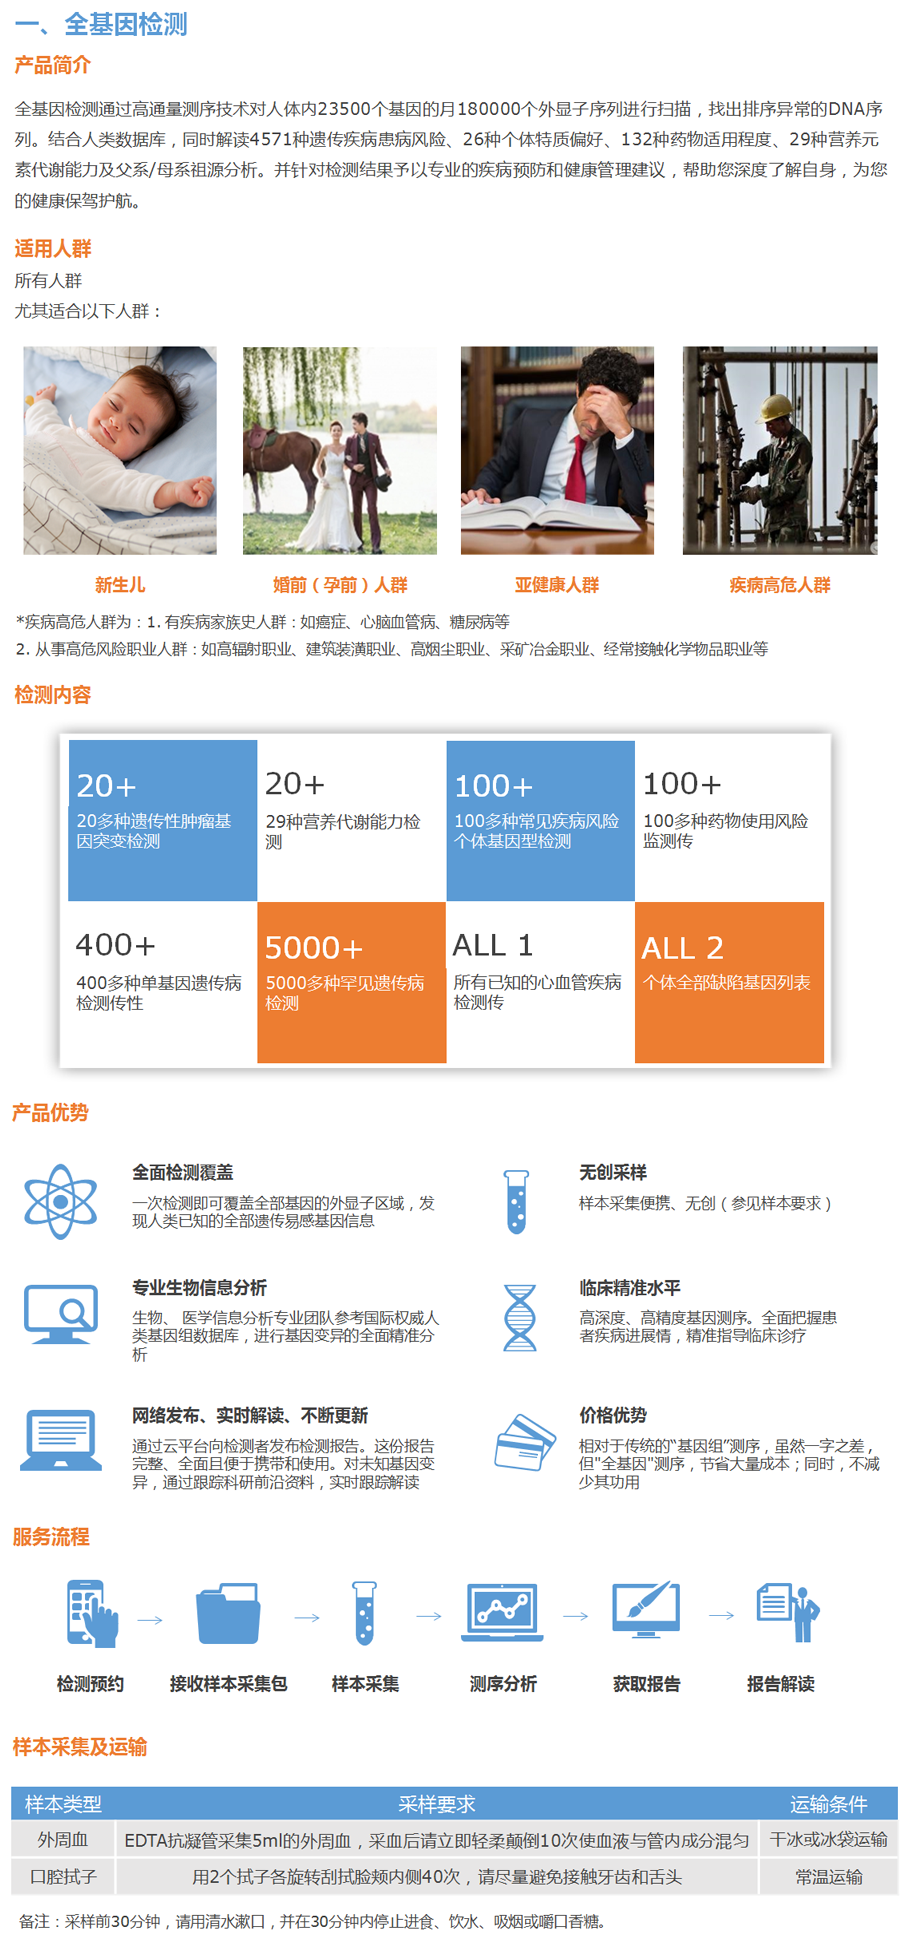 一、全基因检测
产品简介
全基因检测通过高通量测序技术对人体内23500个基因的月180000个外显子序列进行扫描，找出排序异常的DNA序
列。结合人类数据库，同时解读4571种遗传疾病患病风险、26种个体特质偏好、132种药物适用程度、29种营养元
素代谢能力及父系/母系祖源分析。并针对检测结果予以专业的疾病预防和健康管理建议，帮助您深度了解自身，为您
的健康保驾护航。
适用人群
所有人群
尤其适合以下人群：
新生儿
婚前（孕前）人群
亚健康人群
疾病高危人群
*疾病高危人群为：1. 有疾病家族史人群：如癌症、心脑血管病、糖尿病等
2. 从事高危风险职业人群：如高辐射职业、建筑装潢职业、高烟尘职业、采矿冶金职业、经常接触化学物品职业等
检测内容
20+
20多种遗传性肿瘤基
因突变检测
20+
29种营养代谢能力检
测
100+
100多种常见疾病风险
个体基因型检测
100+
100多种药物使用风险
监测传
400+
400多种单基因遗传病
检测传性
5000+
5000多种罕见遗传病
检测
ALL 1
所有已知的心血管疾病
检测传
ALL 2
个体全部缺陷基因列表
产品优势
全面检测覆盖
一次检测即可覆盖全部基因的外显子区域，发
现人类已知的全部遗传易感基因信息
无创采样
样本采集便携、无创（参见样本要求）
专业生物信息分析
生物、 医学信息分析专业团队参考国际权威人
类基因组数据库，进行基因变异的全面精准分
析
临床精准水平
高深度、高精度基因测序。全面把握患
者疾病进展情，精准指导临床诊疗
网络发布、实时解读、不断更新
通过云平台向检测者发布检测报告。这份报告
完整、全面且便于携带和使用。对未知基因变
异，通过跟踪科研前沿资料，实时跟踪解读
价格优势
相对于传统的“基因组”测序，虽然一字之差，
但"全基因"测序，节省大量成本；同时，不减
少其功用
服务流程
检测预约
接收样本采集包
样本采集
测序分析
获取报告
报告解读
样本采集及运输
样本类型 采样要求 运输条件
外周血 EDTA抗凝管采集5ml的外周血，采血后请立即轻柔颠倒10次使血液与管内成分混匀 干冰或冰袋运输
口腔拭子 用2个拭子各旋转刮拭脸颊内侧40次，请尽量避免接触牙齿和舌头 常温运输
备注：采样前30分钟，请用清水漱口，并在30分钟内停止进食、饮水、吸烟或嚼口香糖。